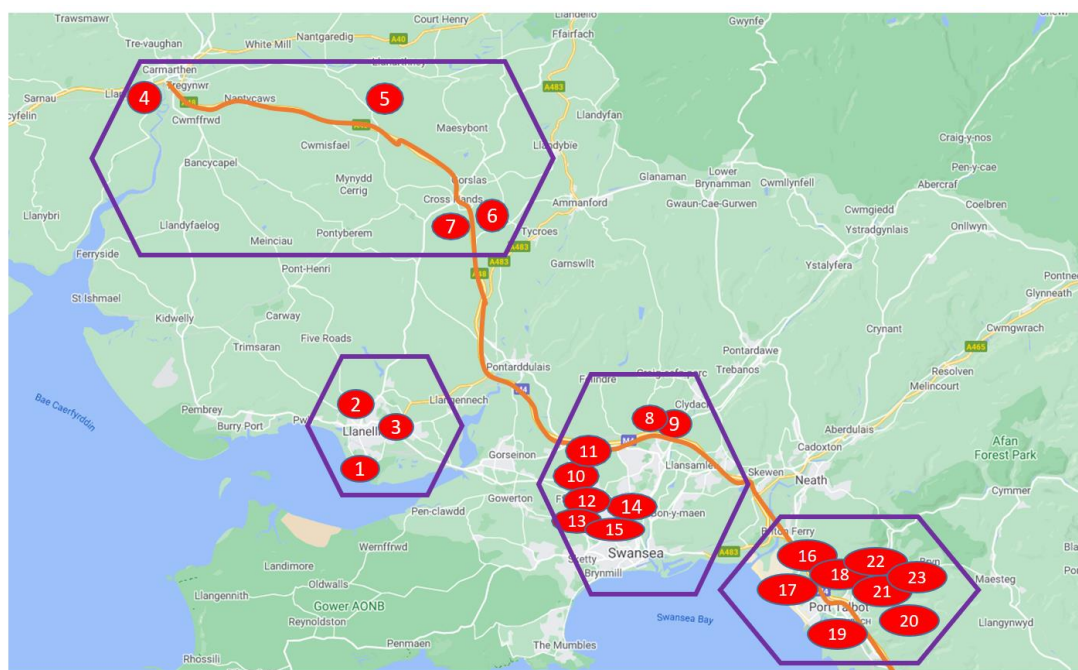 Trawsmawr
Court Henry
Llandeilo
Gwynfe
Nantgaredig
A40
Ffairfach
Tre-vaughan
White Mill
Carmarthen
A483
Sarnau
4
5
Nantycaws
A48
Llandyfan
Cwmffrwd
Maesybont
Craig-y-nos
Cwmisfael
Llandybie
Pen-y-cae
Bancycapel
Glanaman
Lower
Brynamman
Cwmllynfell
Abercraf
Mynydd
Cerrig
Gorslas
Cross Hands
Ammanford
Gwaun-Cae-Gurwen
Coelbren
Llanybri
Llandyfaelog
6
7
Cwmgiedd
Onllwyn
Meinciau
Pontyberem
Tycroes
Ystradgynlais
Ferryside
A483
Garnswllt
Ystalyfera
Pont-Henri
A48
A483
St Ishmael
Glynneath
Kidwelly
Carway
Crynant
Cwmgwrach
Five Roads
Pontardawe
A465
Trimsaran
Pontarddulais
Trebanos
Resolven
Melincourt
M4
Felindre
Bae Caerfyrddin
Pembrey
2
Llangennech
Clydach
Burry Port
3
8
9
Aberdulais
Llanelli
M4
Cadoxton
Afan
Forest Park
11
Gorseinon
Llansamlet
Skewen
1
10
Neath
Gowerton
Cymmer
12
14
Pen-clawdd
13
15
Briton Ferry
Wernffrwd
Swansea
A483
Sketty
16
22
Bryn
Landimore
Brynmill
18
23
Maesteg
Oldwalls
17
21
Llangennith
Gower AONB
Port Talbot
Reynoldston
Swansea Bay
20
Llangynwyd
19
Penmaen
The Mumbles
Rhossili